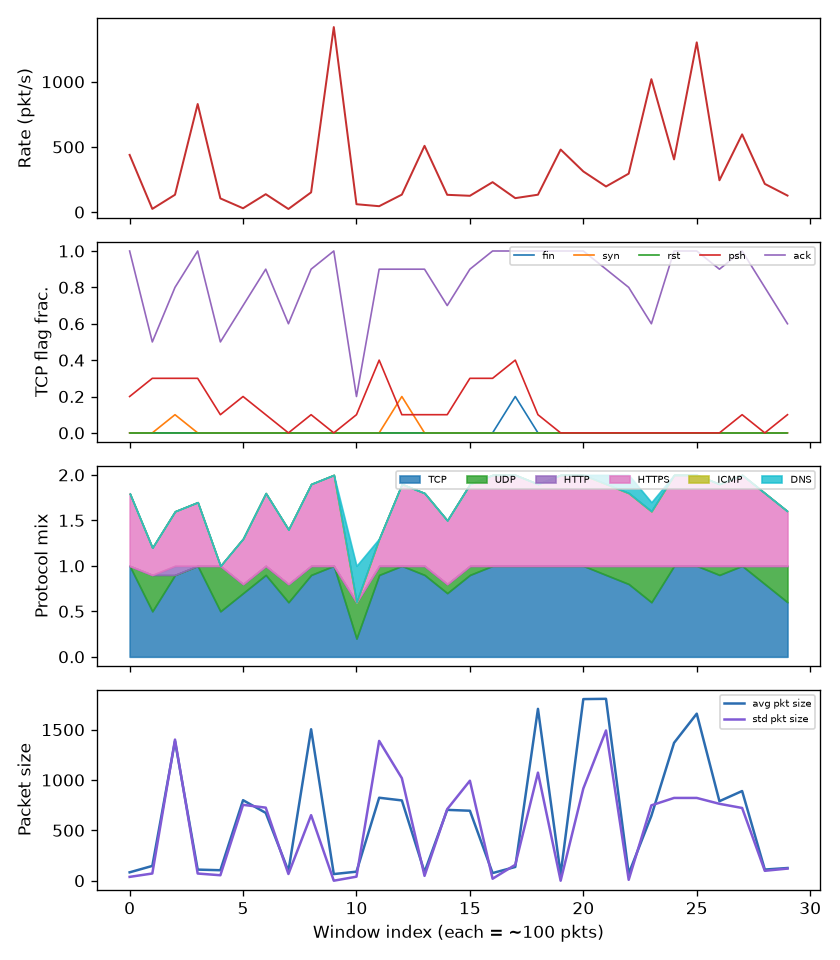 Rate (pkt/s)
1000
500
0
TCP flag frac.
1.0
0.8
0.6
0.4
0.2
0.0
fin syn rst psh ack
Protocol mix
2.0
1.5
1.0
0.5
0.0
TCP UDP HTTP HTTPS ICMP DNS
Packet size
1500
1000
500
0
avg pkt size
std pkt size
0 5 10 15 20 25 30
Window index (each = ~100 pkts)